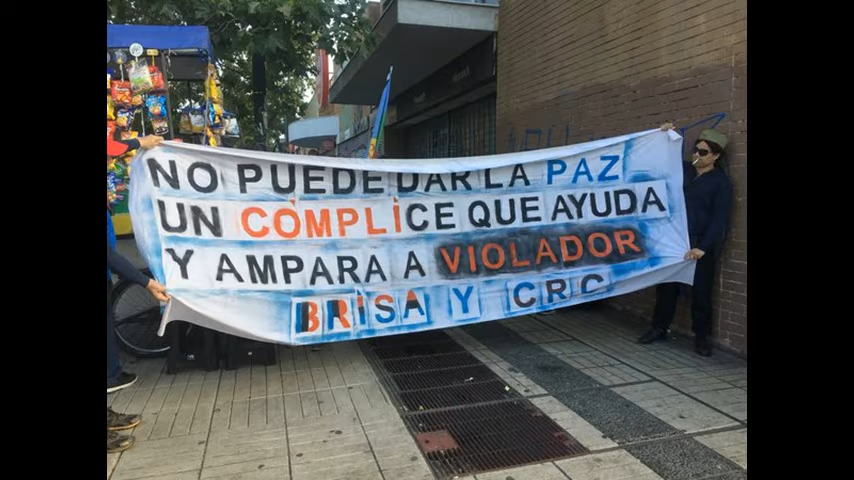 NO PUEDE DAR LA PAZ
UN CÓMPLICE QUE AYUDA
Y AMPARA A VIOLADOR
BRISA Y CRC